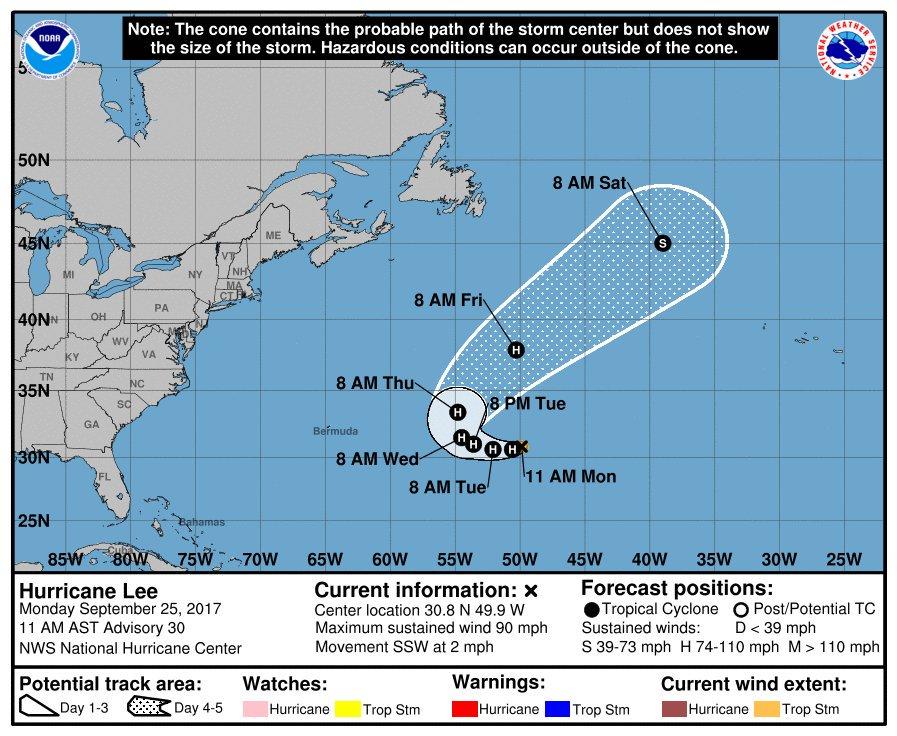 Note: The cone contains the probable path of the storm center but does not show
the size of the storm. Hazardous conditions can occur outside of the cone.
NOAA
NATIONAL WEATHER SERVICE
50N
8 AM Sat
S
45N
ME
VT
MI
NY
NH
MA
CT
8 AM Fri
40N
PA
OH
H
WV
KY
VA
8 AM Thu
35N
TN
NC
8 PM Tue
SC
H
GA
Bermuda
H
H
8 AM Wed
30N
H
H
11 AM Mon
FL
8 AM Tue
25N
Bahamas
Cuba
85W 80W 75W 70W 65W 60W 55W 50W 45W 40W 35W 30W 25W
Hurricane Lee
Monday September 25, 2017
11 AM AST Advisory 30
NWS National Hurricane Center
Current information: x
Center location 30.8 N 49.9 W
Maximum sustained wind 90 mph
Movement SSW at 2 mph
Forecast positions:
Tropical Cyclone Post/Potential TC
Sustained winds: D < 39 mph
S 39-73 mph H 74-110 mph M > 110 mph
Potential track area:
Day 1-3 Day 4-5
Watches:
Hurricane Trop Stm
Warnings:
Hurricane Trop Stm
Current wind extent:
Hurricane Trop Stm